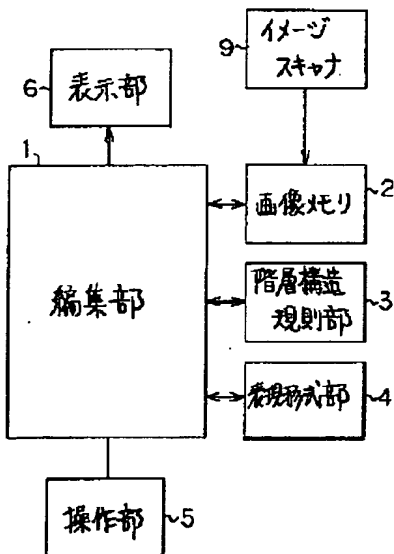 イメージ
スキャナ
9
6
表示部
1
画像メモリ
2
編集部
階層構造
規則部
3
表現形式部
4
操作部
5